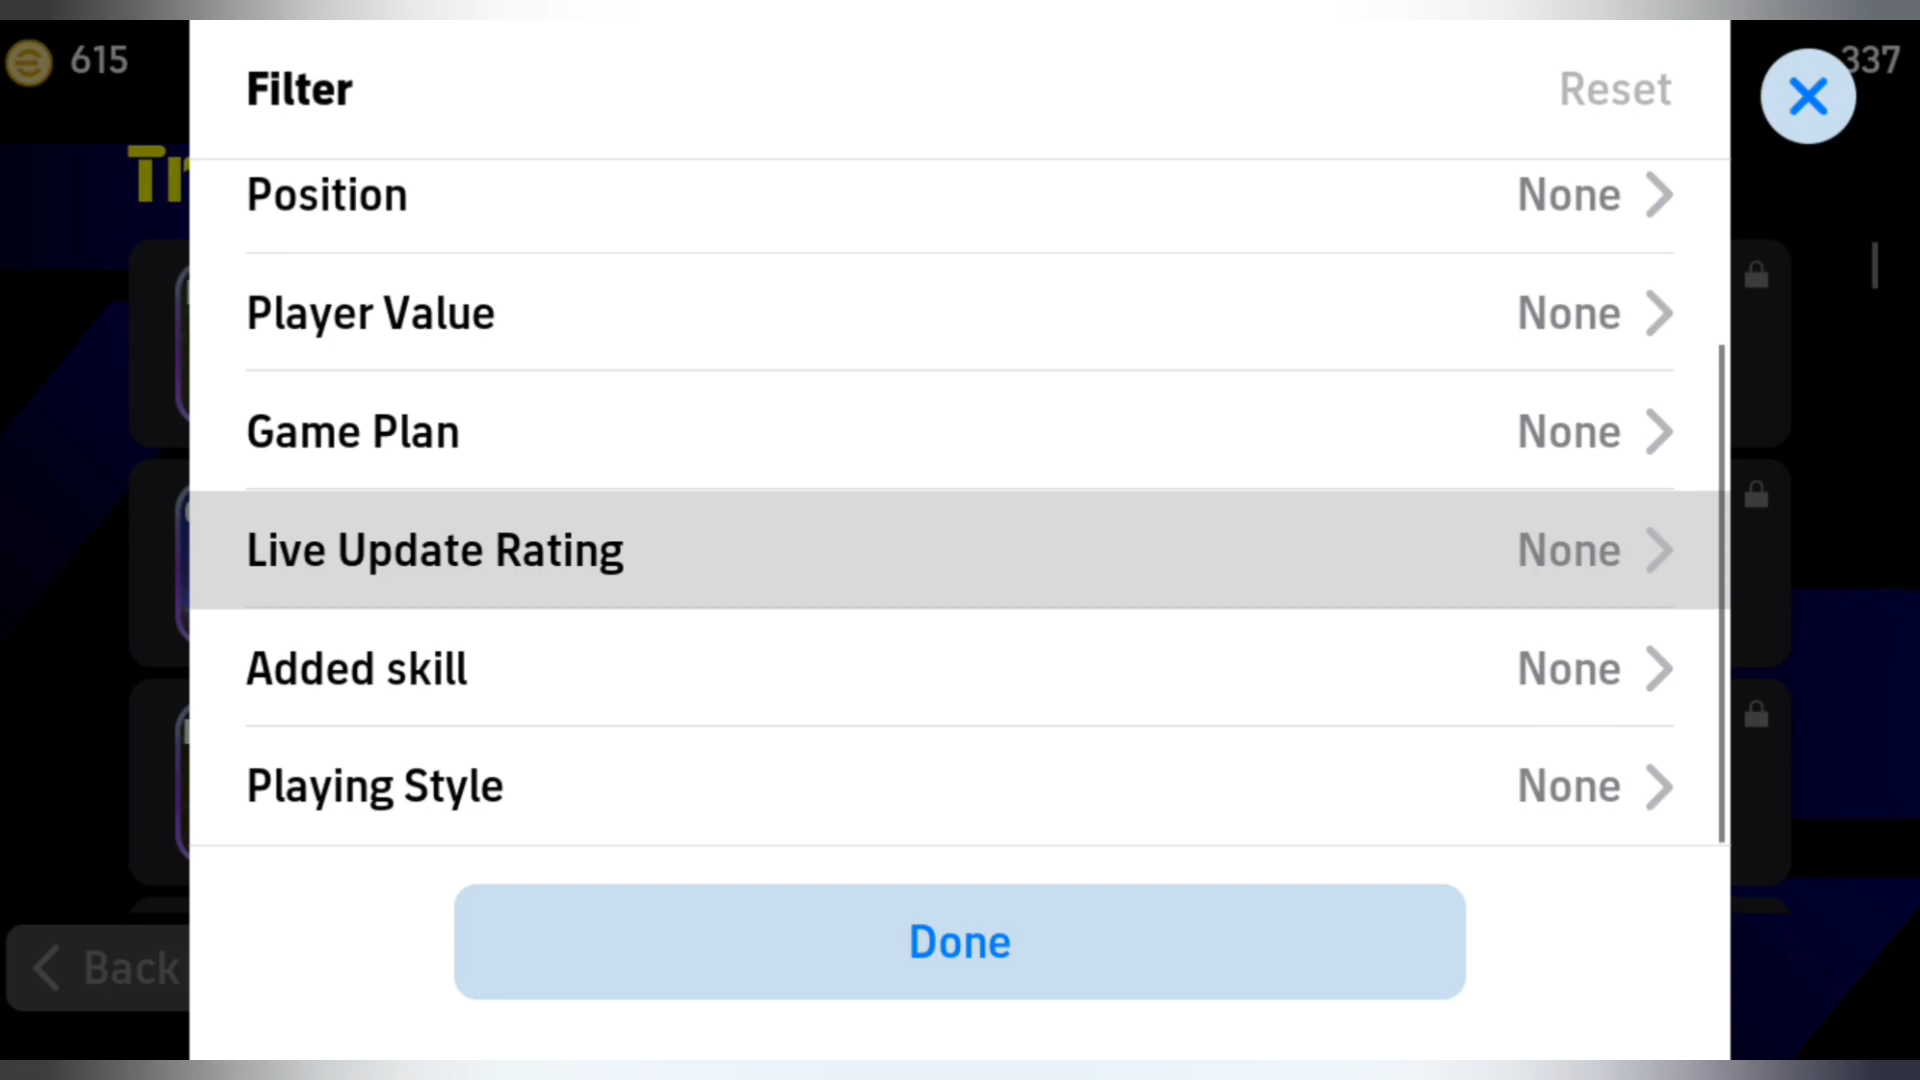 615
337
Filter
Reset
Position
None
Player Value
None
Game Plan
None
Live Update Rating
None
Added skill
None
Playing Style
None
Done
Back